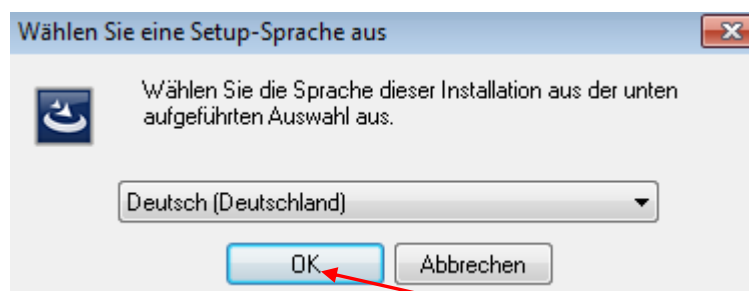 Wählen Sie eine Setup-Sprache aus
Wählen Sie die Sprache dieser Installation aus der unten
aufgeführten Auswahl aus.
Deutsch (Deutschland)
OK
Abbrechen